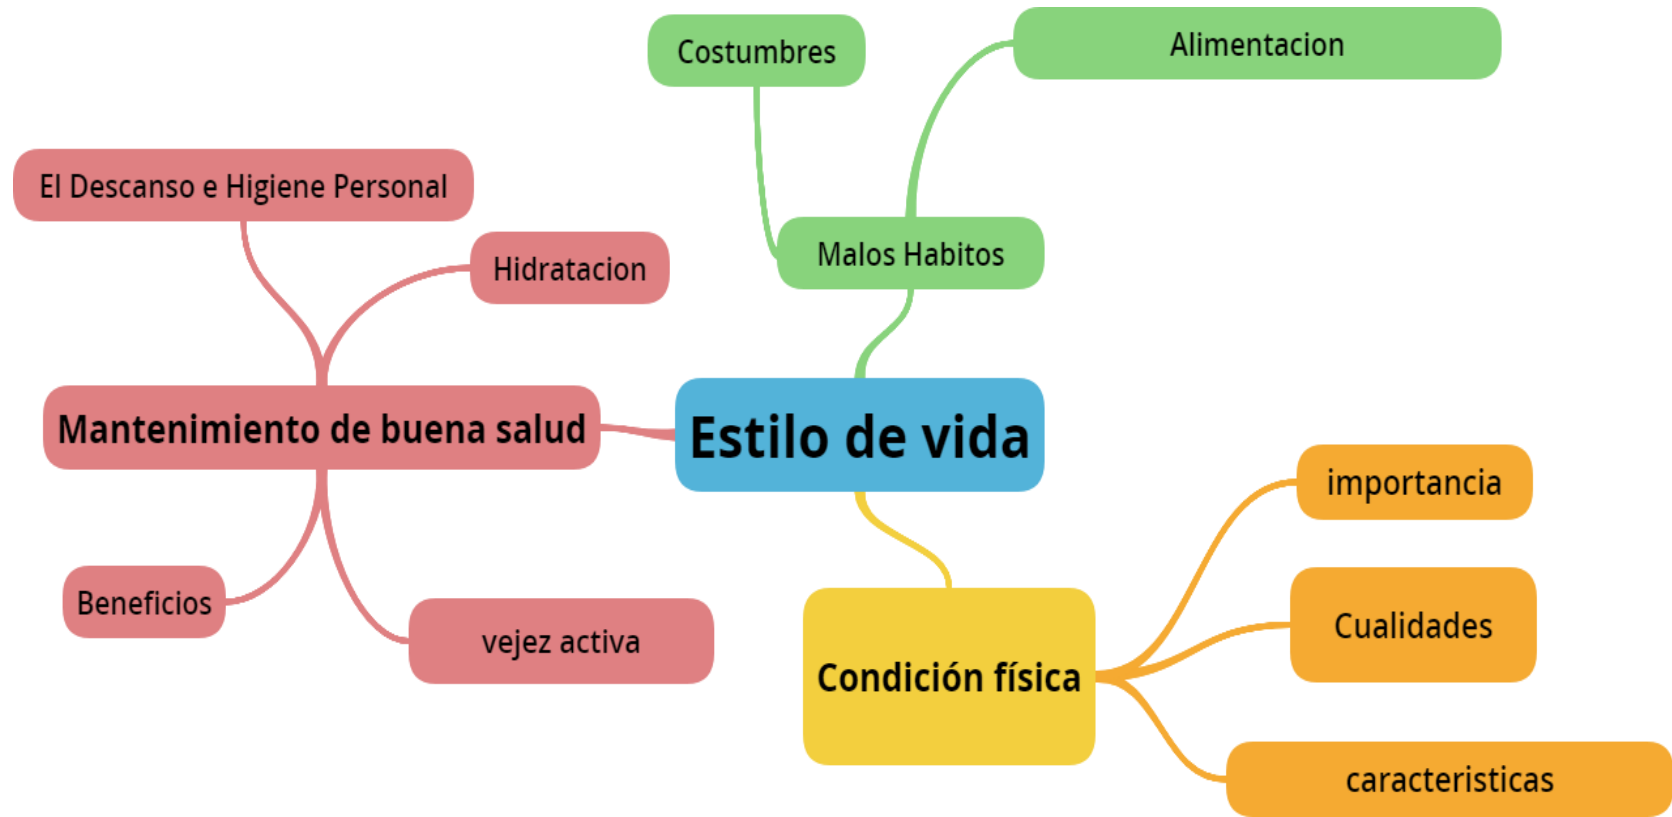 Costumbres
Alimentacion
El Descanso e Higiene Personal
Hidratacion
Malos Habitos
Mantenimiento de buena salud
Estilo de vida
importancia
Beneficios
vejez activa
Cualidades
Condición física
caracteristicas